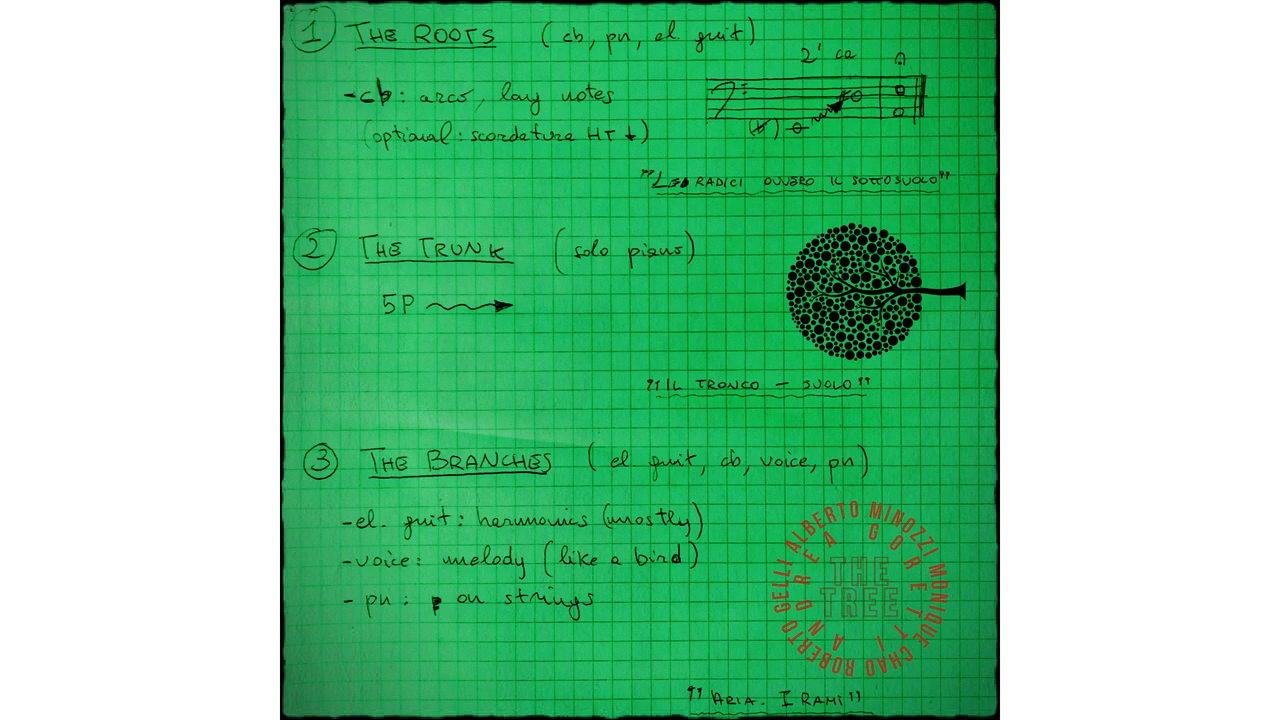 1 THE ROOTS (cb, pn, el. guit)
2' ca
- cb: arco, long notes
(optional: scordatura HT ↓)
(b)
"LE RADICI OVVERO IL SOTTOSUOLO"
2 THE TRUNK (solo piano)
5P
"IL TRONCO - SUOLO"
3 THE BRANCHES (el. guit, cb, voice, pn)
- el. guit: harmonics (mostly)
- voice: melody (like a bird)
- pn: on strings
ALBERTO MINOZZI MONIQUE CHAO ROBERTO GELLI
ANDREA GORETTI
THE
TREE
"ARIA. I RAMI"